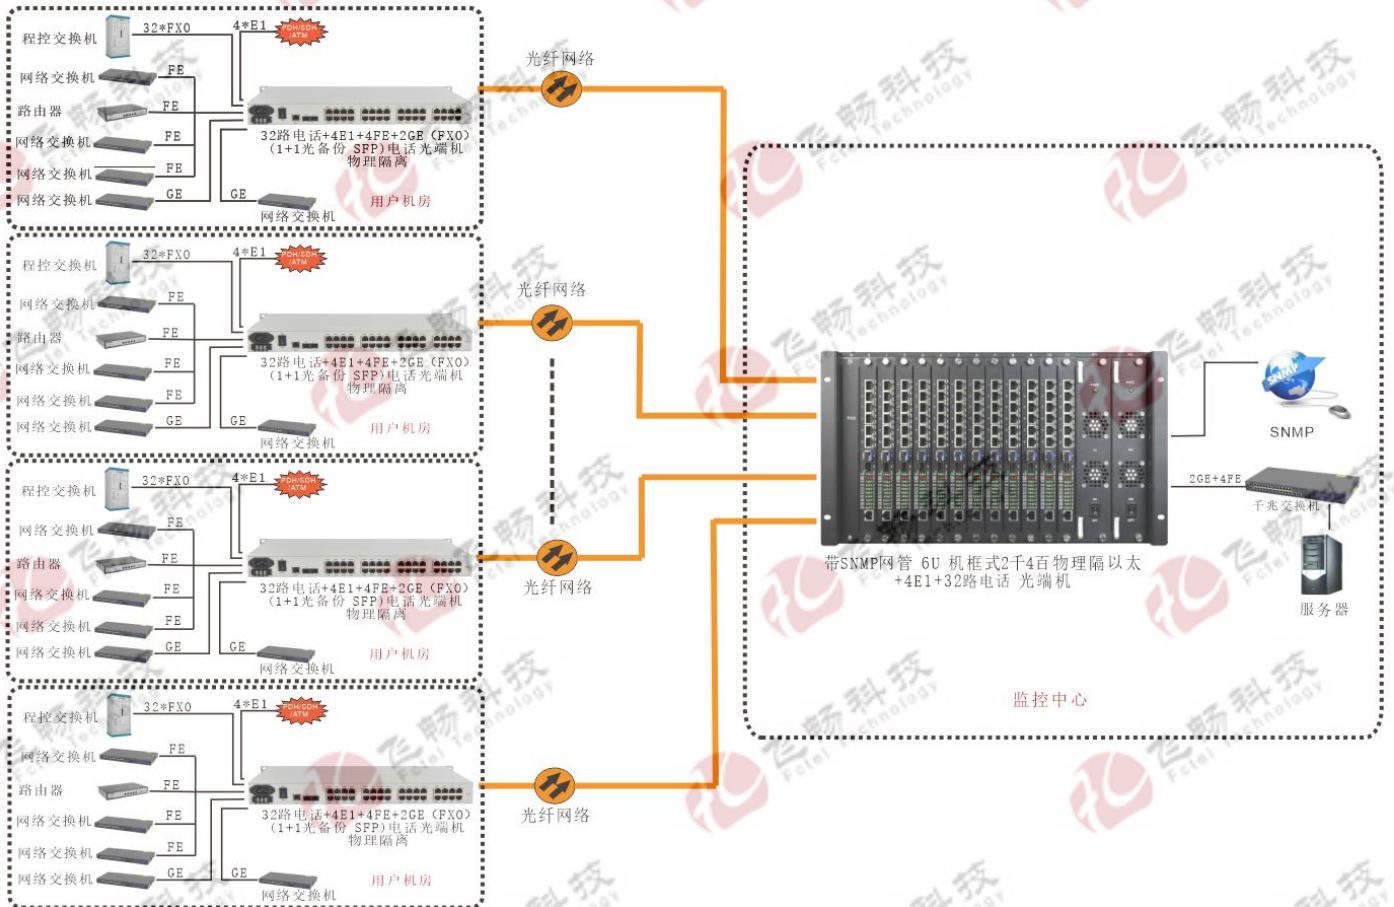 程控交换机
32*FXO
4*E1
PDH/SDH
/ATM
网络交换机
FE
路由器
FE
网络交换机
FE
网络交换机
FE
网络交换机
GE
GE
网络交换机
32路电话+4E1+4FE+2GE (FXO)
(1+1光备份 SFP)电话光端机
物理隔离
用户机房
光纤网络
程控交换机
32*FXO
4*E1
PDH/SDH
/ATM
网络交换机
FE
路由器
FE
网络交换机
FE
网络交换机
FE
网络交换机
GE
GE
网络交换机
32路电话+4E1+4FE+2GE (FXO)
(1+1光备份 SFP)电话光端机
物理隔离
用户机房
光纤网络
程控交换机
32*FXO
4*E1
PDH/SDH
/ATM
网络交换机
FE
路由器
FE
网络交换机
FE
网络交换机
FE
网络交换机
GE
GE
网络交换机
32路电话+4E1+4FE+2GE (FXO)
(1+1光备份 SFP)电话光端机
物理隔离
用户机房
光纤网络
程控交换机
32*FXO
4*E1
PDH/SDH
/ATM
网络交换机
FE
路由器
FE
网络交换机
FE
网络交换机
FE
网络交换机
GE
GE
网络交换机
32路电话+4E1+4FE+2GE (FXO)
(1+1光备份 SFP)电话光端机
物理隔离
用户机房
光纤网络
带SNMP网管 6U 机框式2千4百物理隔以太
+4E1+32路电话 光端机
SNMP
SNMP
2GE+4FE
千兆交换机
服务器
监控中心
飞畅科技
Fctel Technology